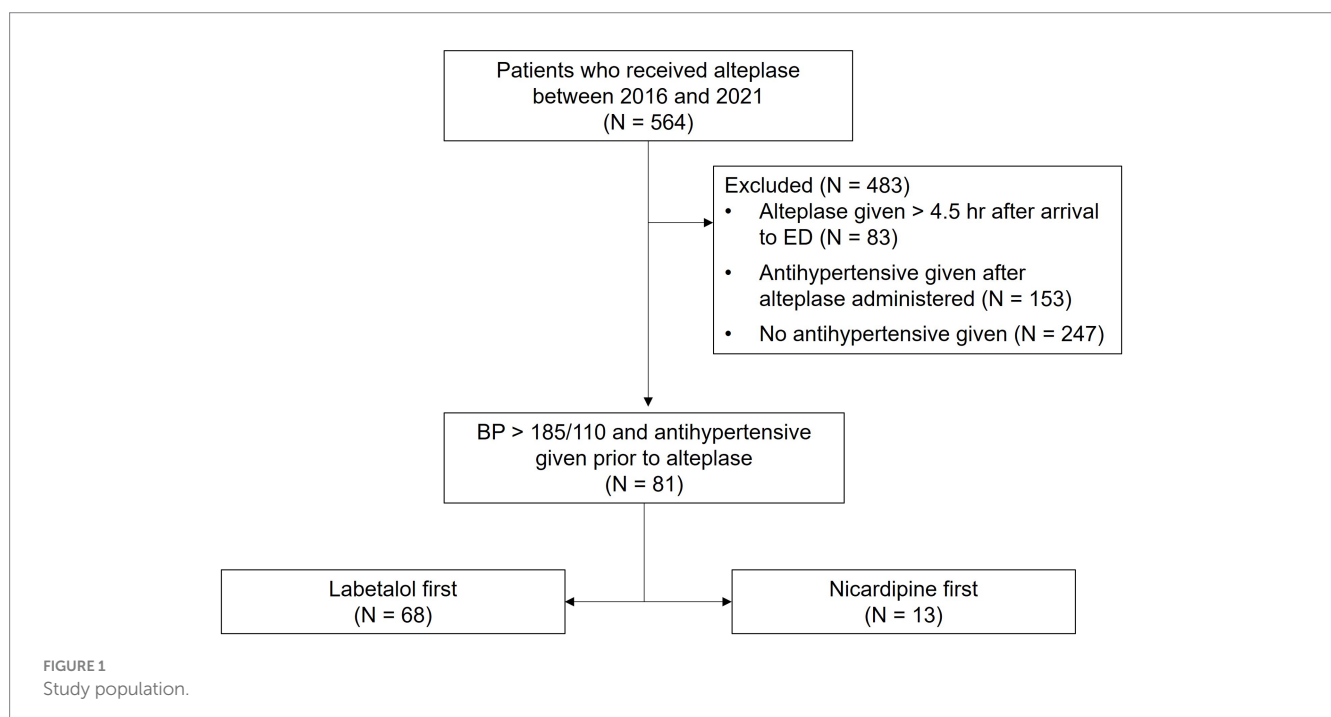 Patients who received alteplase
between 2016 and 2021
(N = 564)
Excluded (N = 483)
• Alteplase given > 4.5 hr after arrival
to ED (N = 83)
• Antihypertensive given after
alteplase administered (N = 153)
• No antihypertensive given (N = 247)
BP > 185/110 and antihypertensive
given prior to alteplase
(N = 81)
Labetalol first
(N = 68)
Nicardipine first
(N = 13)
FIGURE 1
Study population.